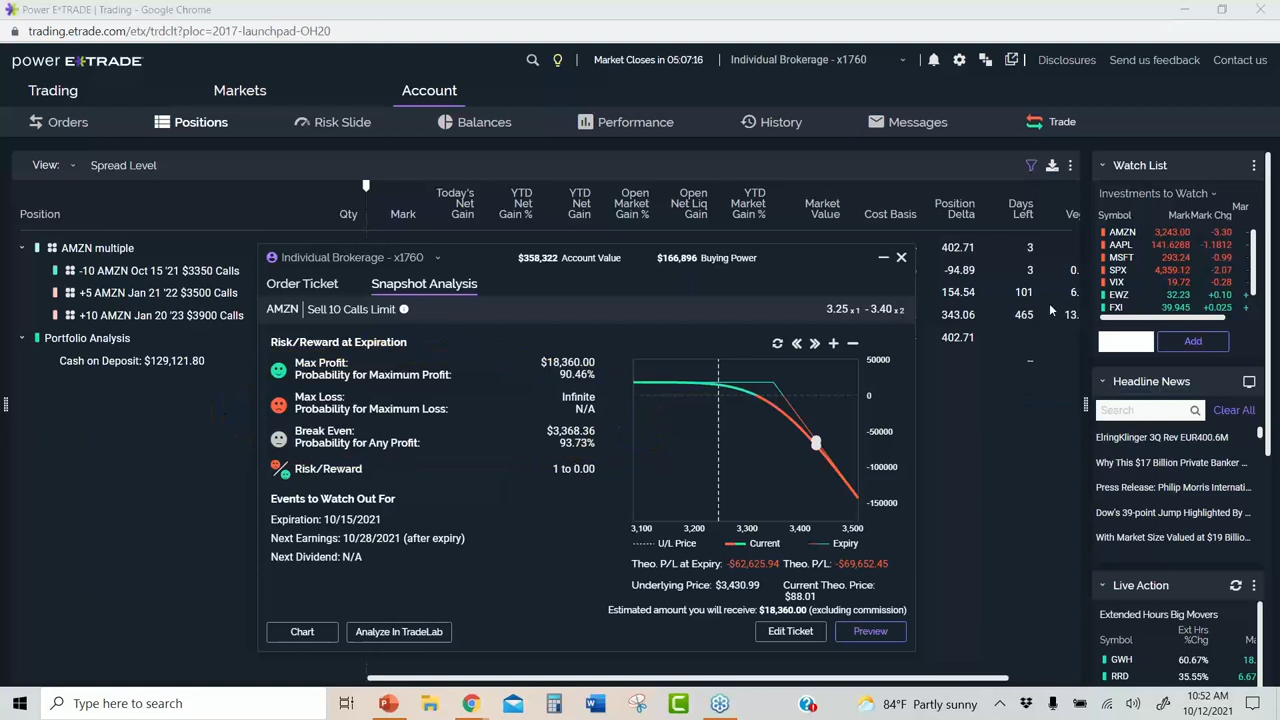 Power E*TRADE | Trading - Google Chrome
trading.etrade.com/etx/trdclt?ploc=2017-launchpad-OH20
power E*TRADE
Market Closes in 05:07:16
Individual Brokerage - x1760
Disclosures
Send us feedback
Contact us
Trading
Markets
Account
Orders
Positions
Risk Slide
Balances
Performance
History
Messages
Trade
View:
Spread Level
Position
Qty
Mark
Today's Net Gain
YTD Net Gain %
YTD Net Gain
Open Market Gain %
Open Net Liq Gain
YTD Market Gain %
Market Value
Cost Basis
Position Delta
Days Left
AMZN multiple
402.71
3
-10 AMZN Oct 15 '21 $3350 Calls
-94.89
3
0.
+5 AMZN Jan 21 '22 $3500 Calls
154.54
101
6.
+10 AMZN Jan 20 '23 $3900 Calls
343.06
465
13.
Portfolio Analysis
402.71
Cash on Deposit: $129,121.80
--
Individual Brokerage - x1760
$358,322 Account Value
$166,896 Buying Power
Order Ticket
Snapshot Analysis
AMZN | Sell 10 Calls Limit
3.25 x 1 - 3.40 x 2
Risk/Reward at Expiration
Max Profit:
$18,360.00
Probability for Maximum Profit:
90.46%
Max Loss:
Infinite
Probability for Maximum Loss:
N/A
Break Even:
$3,368.36
Probability for Any Profit:
93.73%
Risk/Reward
1 to 0.00
Events to Watch Out For
Expiration: 10/15/2021
Next Earnings: 10/28/2021 (after expiry)
Next Dividend: N/A
50000
0
-50000
-100000
-150000
3,100
3,200
3,300
3,400
3,500
U/L Price
Current
Expiry
Theo. P/L at Expiry: -$62,625.94
Theo. P/L: -$69,652.45
Underlying Price: $3,430.99
Current Theo. Price:
$88.01
Estimated amount you will receive: $18,360.00 (excluding commission)
Chart
Analyze In TradeLab
Edit Ticket
Preview
Watch List
Investments to Watch
Mar
Symbol
Mark
Mark Chg
AMZN 3,243.00 -3.30
AAPL 141.6288 -1.1812
MSFT 293.24 -0.99
SPX 4,359.12 -2.07
VIX 19.72 -0.28
EWZ 32.23 +0.10
FXI 39.945 +0.025
Add
Headline News
Search
Clear All
ElringKlinger 3Q Rev EUR400.6M
Why This $17 Billion Private Banker ...
Press Release: Philip Morris Internati...
Dow's 39-point Jump Highlighted By ...
With Market Size Valued at $19 Billio...
Live Action
Extended Hours Big Movers
Symbol
Ext Hrs %Chg
GWH 60.67% 18.
RRD 35.55% 6.67
Type here to search
84°F Partly sunny
10:52 AM
10/12/2021